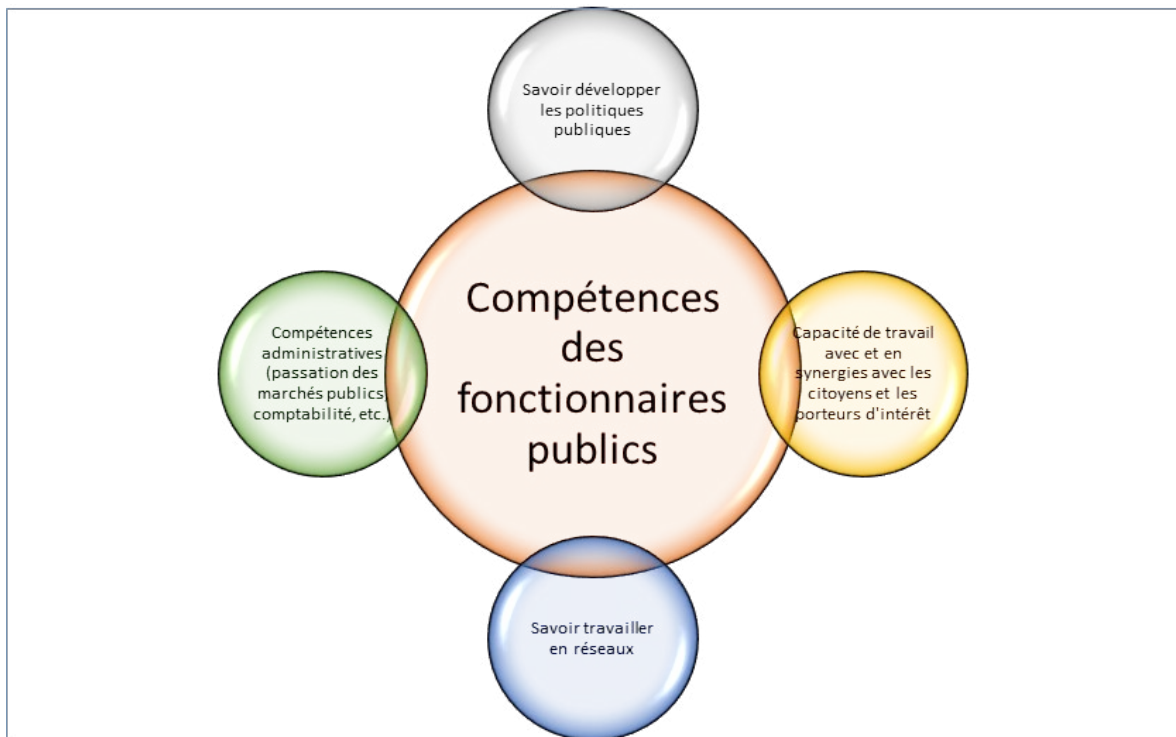 Savoir développer
les politiques
publiques
Compétences
administratives
(passation des
marchés publics,
comptabilité, etc.)
Compétences
des
fonctionnaires
publics
Capacité de travail
avec et en
synergies avec les
citoyens et les
porteurs d'intérêt
Savoir travailler
en réseaux